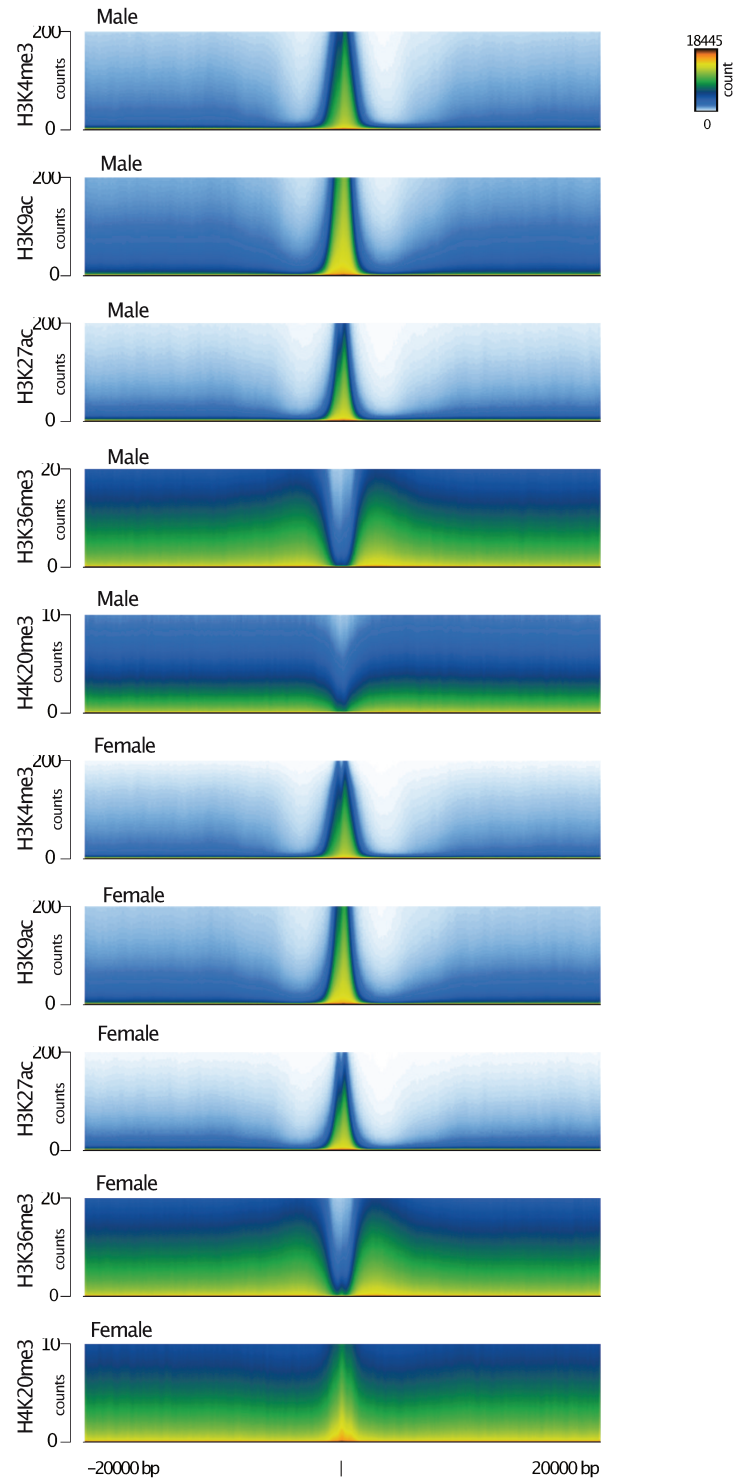 Male
18445
count
0
H3K4me3
counts
200
0
Male
H3K9ac
counts
200
0
Male
H3K27ac
counts
200
0
Male
H3K36me3
counts
20
0
Male
H4K20me3
counts
10
0
Female
H3K4me3
counts
200
0
Female
H3K9ac
counts
200
0
Female
H3K27ac
counts
200
0
Female
H3K36me3
counts
20
0
Female
H4K20me3
counts
10
0
−20000 bp | 20000 bp